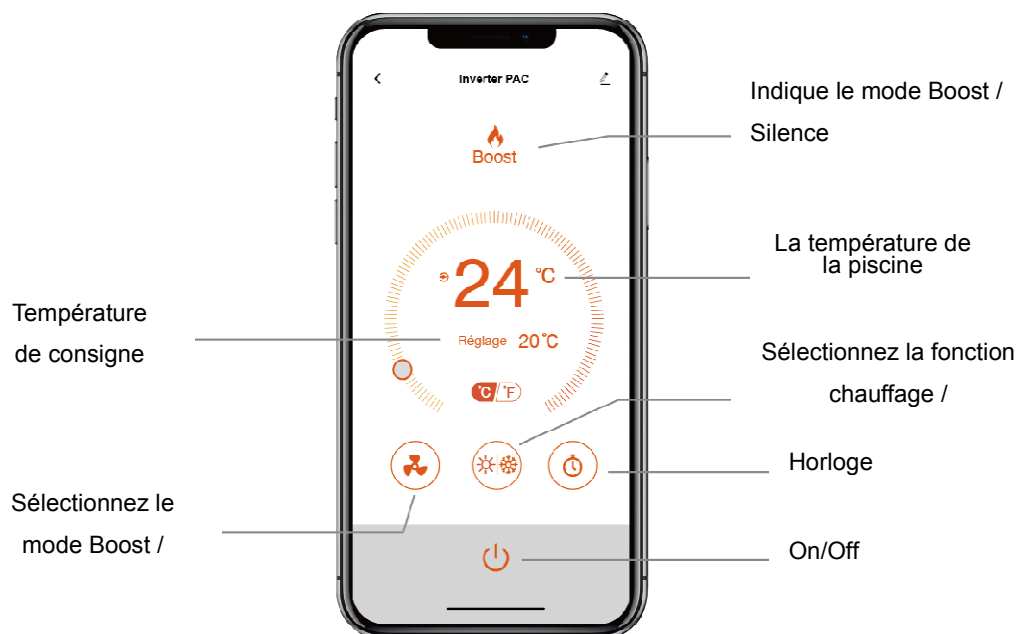 Inverter PAC
Boost
24 °C
Réglage 20°C
°C/°F
Indique le mode Boost /
Silence
La température de
la piscine
Température
de consigne
Sélectionnez la fonction
chauffage /
Horloge
Sélectionnez le
mode Boost /
On/Off